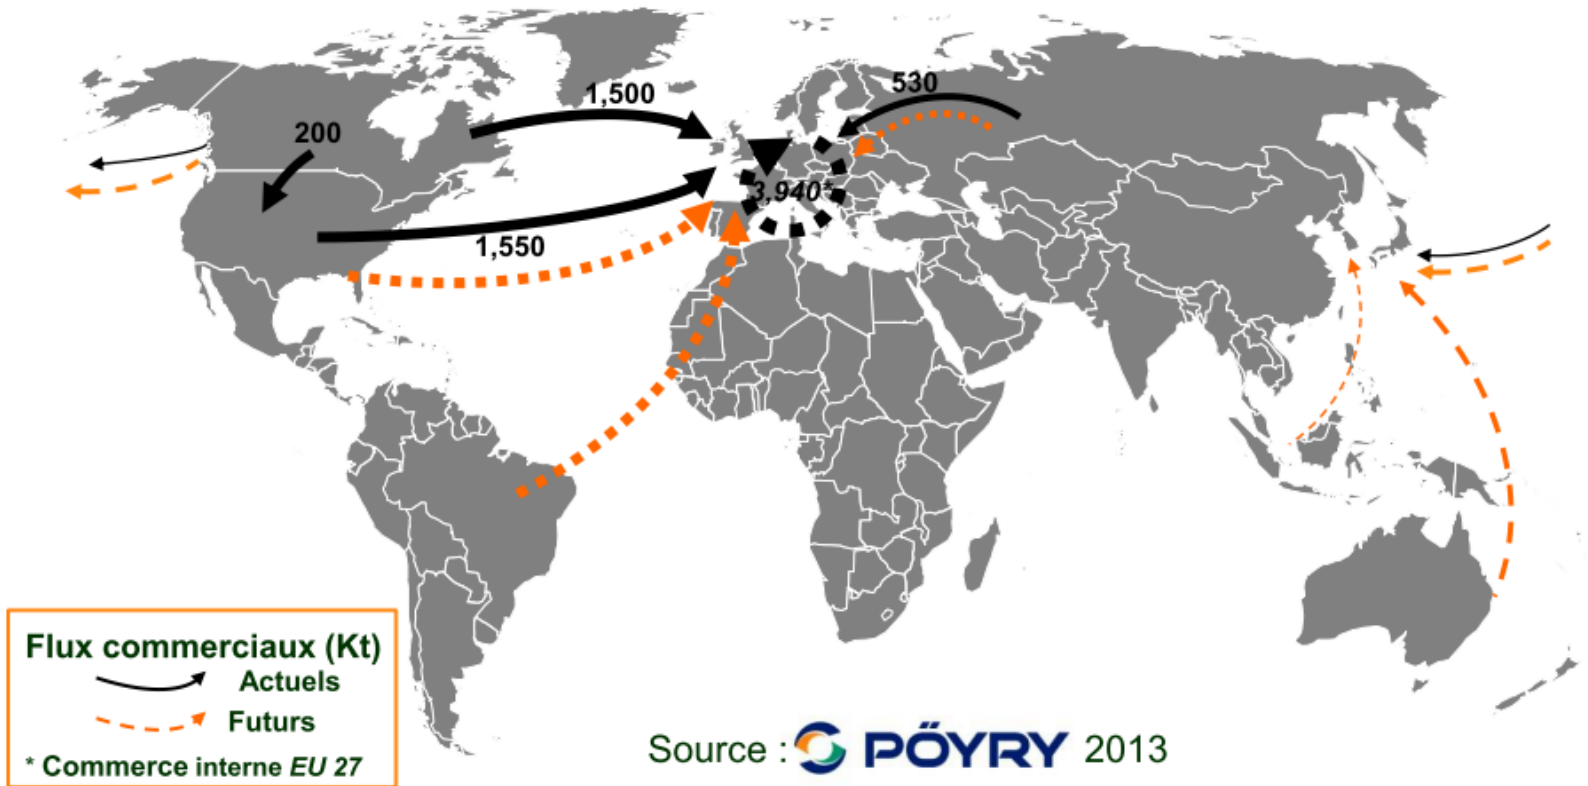 1,500
530
200
3,940*
1,550
Flux commerciaux (Kt)
Actuels
Futurs
* Commerce interne EU 27
Source : PÖYRY 2013